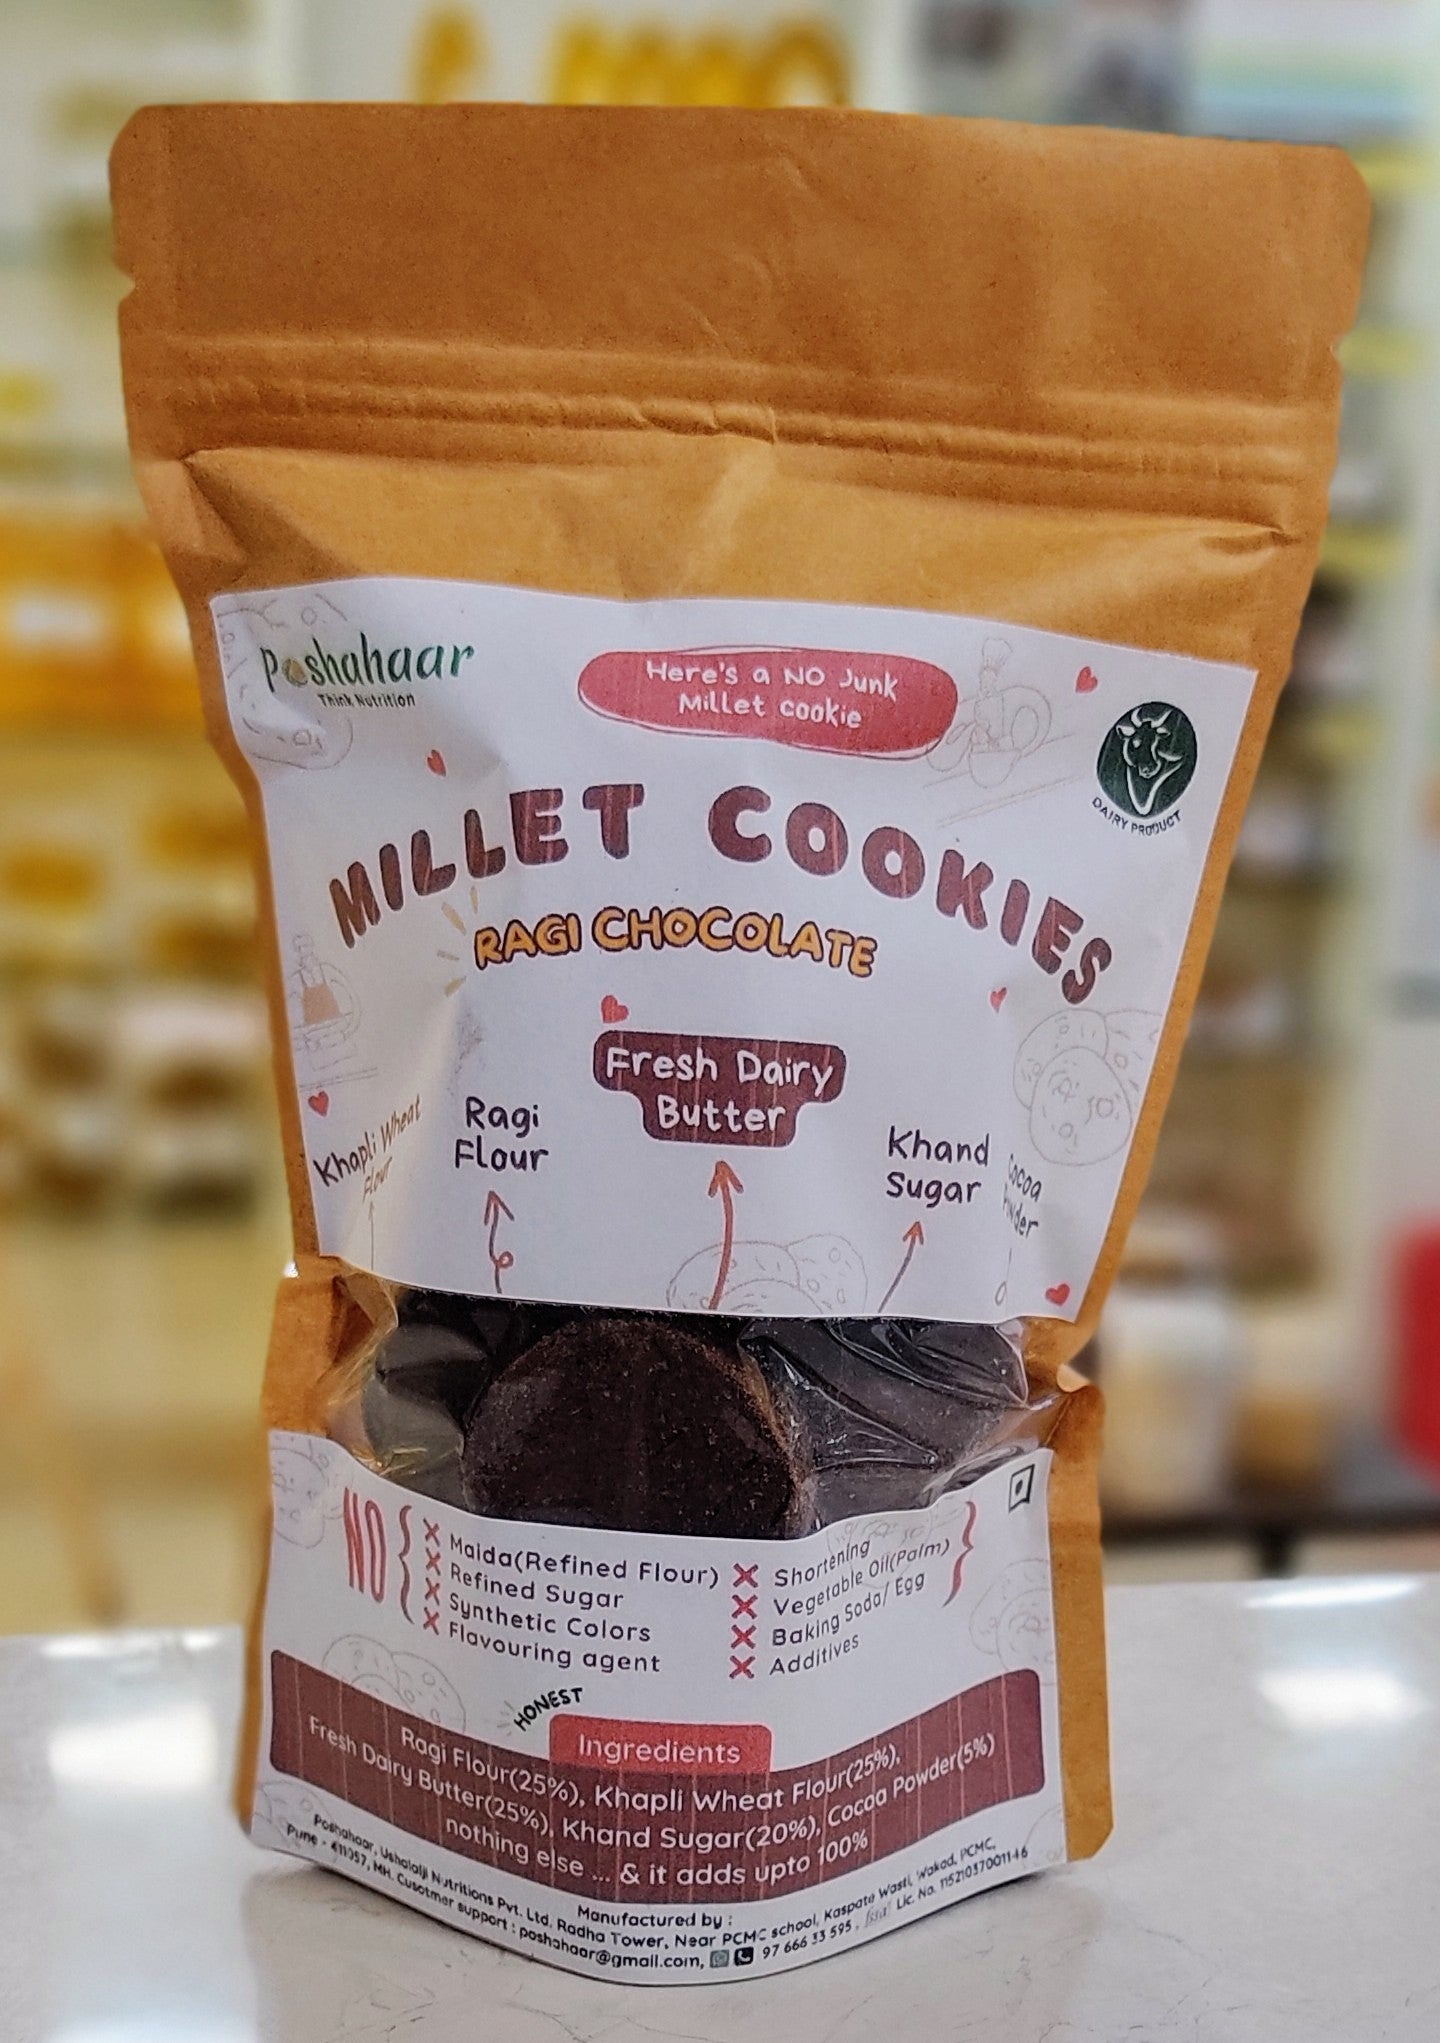 Poshahaar
Think Nutrition
Here's a NO Junk
Millet cookie
DAIRY PRODUCT
MILLET COOKIES
RAGI CHOCOLATE
Fresh Dairy
Butter
Khapli Wheat
Flour
Ragi
Flour
Khand
Sugar
Cocoa
Powder
NO
Maida(Refined Flour)
Refined Sugar
Synthetic Colors
Flavouring agent
Shortening
Vegetable Oil(Palm)
Baking Soda/ Egg
Additives
HONEST
Ingredients
Ragi Flour(25%), Khapli Wheat Flour(25%),
Fresh Dairy Butter(25%), Khand Sugar(20%), Cocoa Powder(5%)
nothing else ... & it adds upto 100%
Manufactured by :
Poshahaar, Ushalalji Nutritions Pvt. Ltd, Radha Tower, Near PCMC school, Kaspate Wasti, Wakad, PCMC,
Pune - 411057, MH. Cusotmer support : poshahaar@gmail.com, 97 666 33 595 , fssai Lic. No. 11521037001146